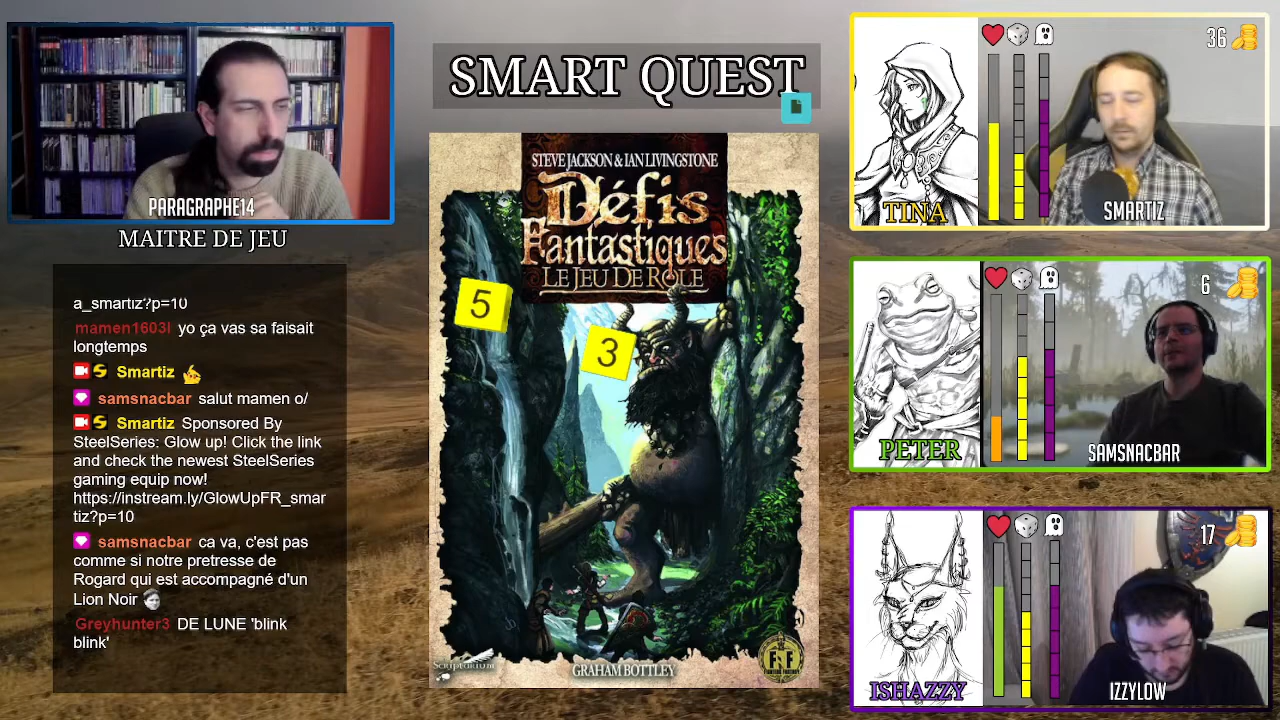 PARAGRAPHE14
MAITRE DE JEU
a_smartiz?p=10
mamen1603l yo ça vas sa faisait
longtemps
Smartiz
samsnacbar salut mamen o/
Smartiz Sponsored By
SteelSeries: Glow up! Click the link
and check the newest SteelSeries
gaming equip now!
https://instream.ly/GlowUpFR_smar
tiz?p=10
samsnacbar ca va, c'est pas
comme si notre pretresse de
Rogard qui est accompagné d'un
Lion Noir
Greyhunter3 DE LUNE 'blink
blink'
SMART QUEST
STEVE JACKSON & IAN LIVINGSTONE
Défis
Fantastiques
LE JEU DE RÔLE
5
3
SCRIPTARIUM
GRAHAM BOTTLEY
FF
36
TINA
SMARTIZ
6
PETER
SAMSNACBAR
17
ISHAZZY
IZZYLOW